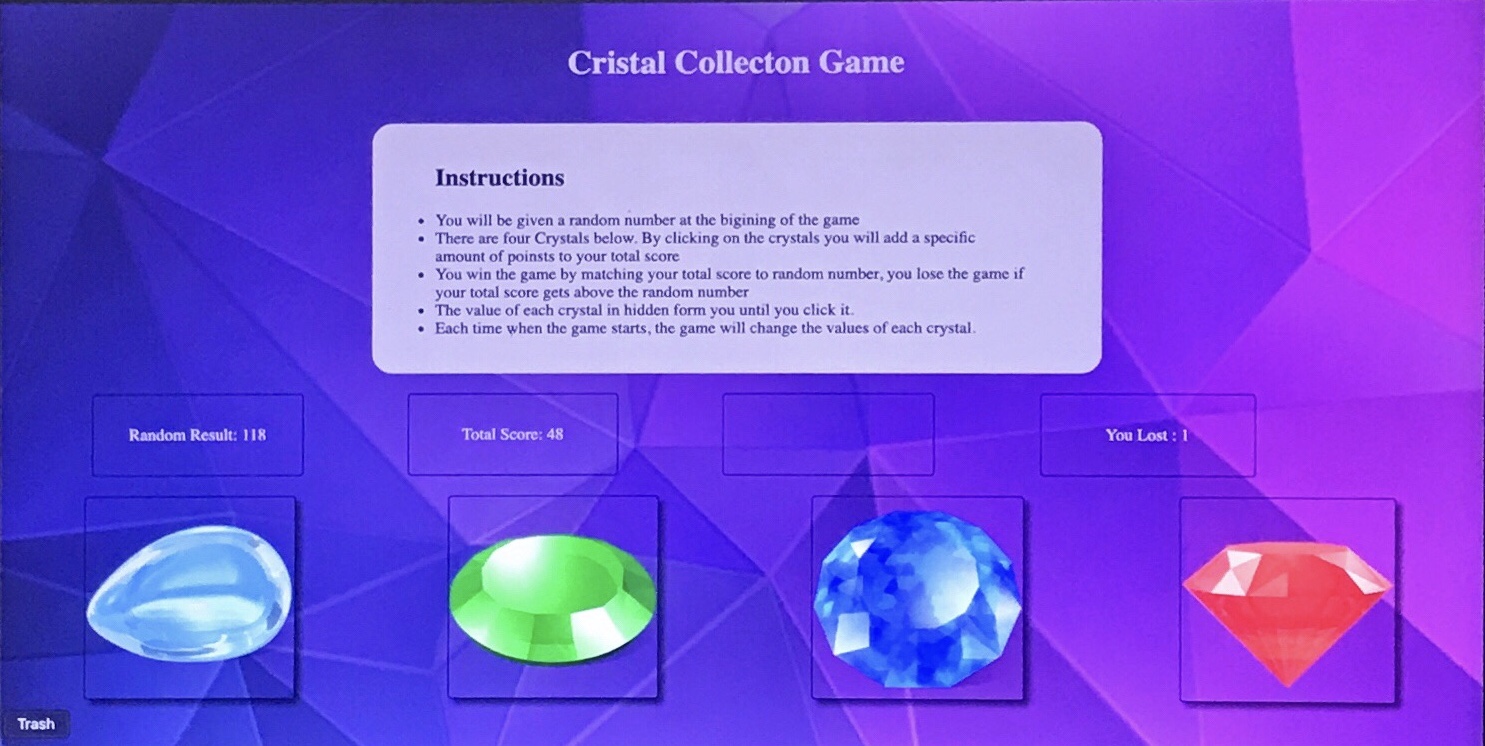 Cristal Collecton Game
Instructions
• You will be given a random number at the bigining of the game
• There are four Crystals below. By clicking on the crystals you will add a specific
amount of poinsts to your total score
• You win the game by matching your total score to random number, you lose the game if
your total score gets above the random number
• The value of each crystal in hidden form you until you click it.
• Each time when the game starts, the game will change the values of each crystal.
Random Result: 118
Total Score: 48
You Lost : 1
Trash